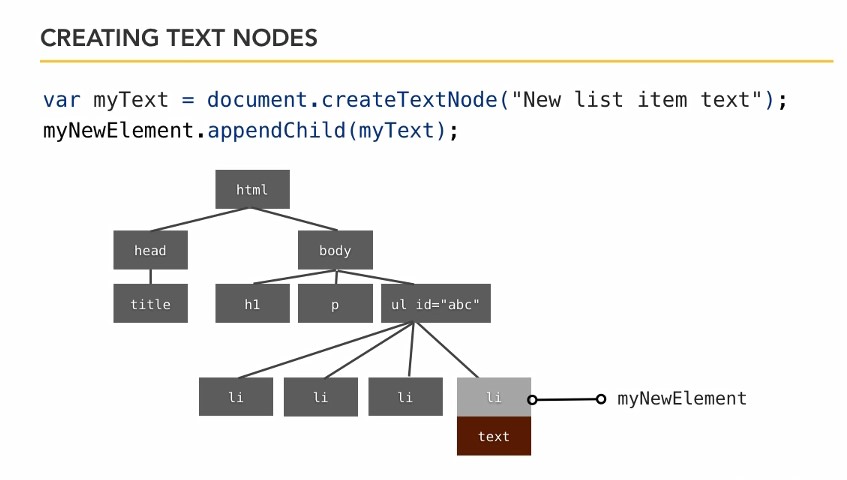 CREATING TEXT NODES
var myText = document.createTextNode("New list item text");
myNewElement.appendChild(myText);
html
head body
title h1 p ul id="abc"
li li li li myNewElement
text